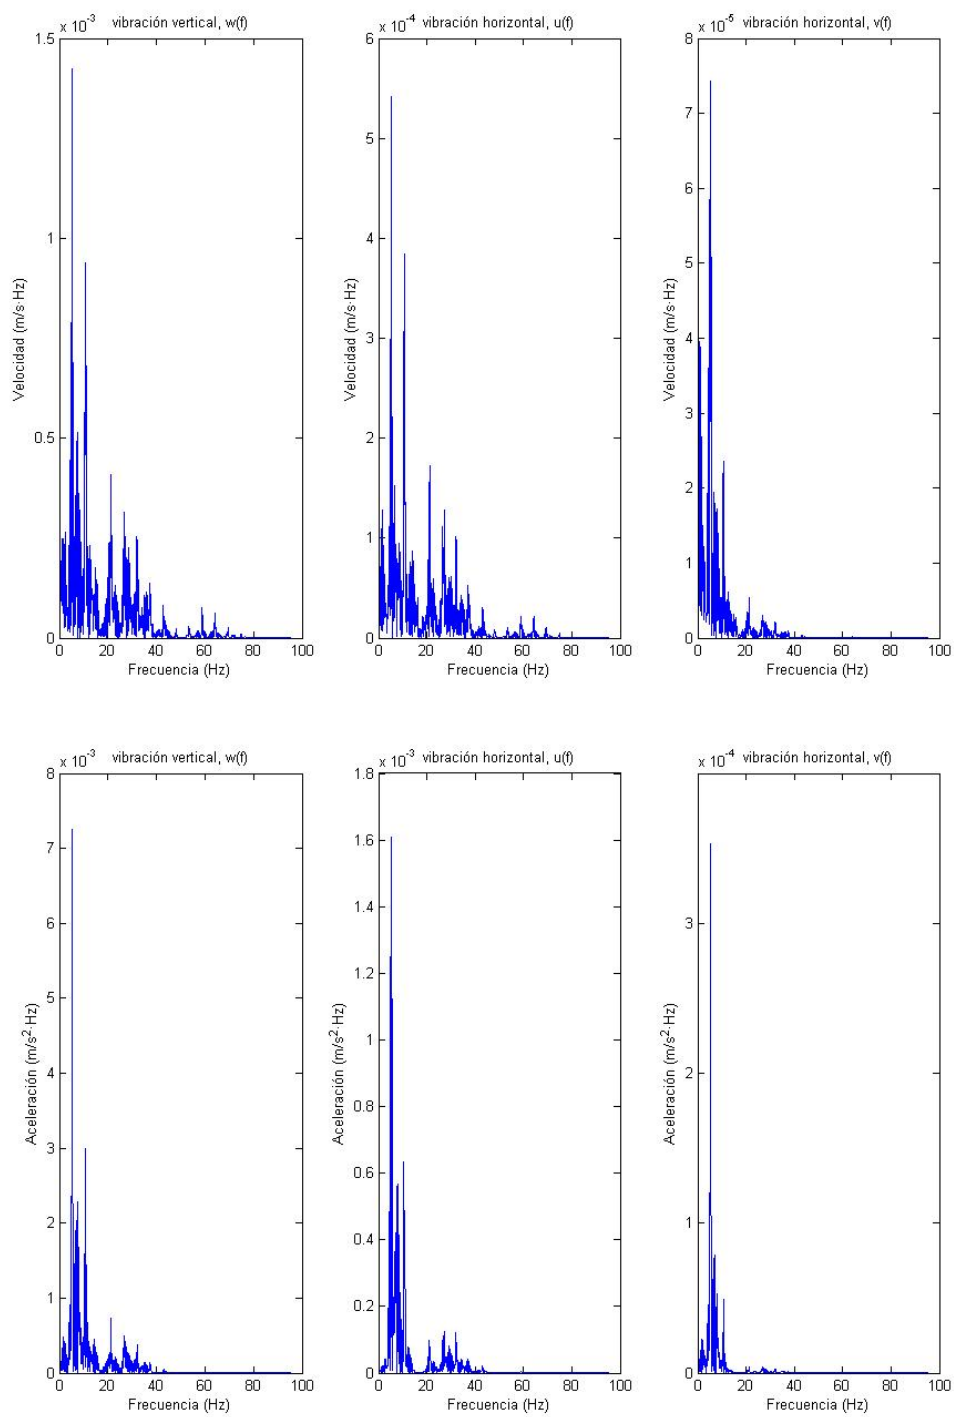 x 10⁻³ vibración vertical, w(f)
1.5
1
0.5
0
Velocidad (m/s·Hz)
0 20 40 60 80 100
Frecuencia (Hz)
x 10⁻⁴ vibración horizontal, u(f)
6
5
4
3
2
1
0
Velocidad (m/s·Hz)
0 20 40 60 80 100
Frecuencia (Hz)
x 10⁻⁵ vibración horizontal, v(f)
8
7
6
5
4
3
2
1
0
Velocidad (m/s·Hz)
0 20 40 60 80 100
Frecuencia (Hz)
x 10⁻³ vibración vertical, w(f)
8
7
6
5
4
3
2
1
0
Aceleración (m/s²·Hz)
0 20 40 60 80 100
Frecuencia (Hz)
x 10⁻³ vibración horizontal, u(f)
1.8
1.6
1.4
1.2
1
0.8
0.6
0.4
0.2
0
Aceleración (m/s²·Hz)
0 20 40 60 80 100
Frecuencia (Hz)
x 10⁻⁴ vibración horizontal, v(f)
3
2
1
0
Aceleración (m/s²·Hz)
0 20 40 60 80 100
Frecuencia (Hz)